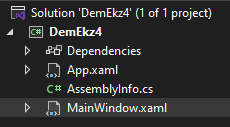 Solution 'DemEkz4' (1 of 1 project)
C# DemEkz4
Dependencies
App.xaml
C# AssemblyInfo.cs
MainWindow.xaml